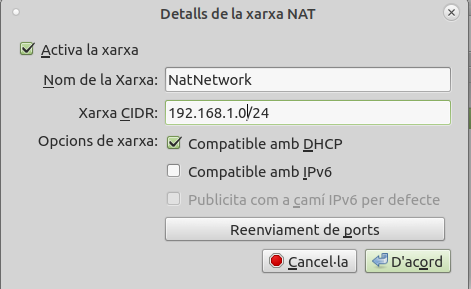 Detalls de la xarxa NAT
Activa la xarxa
Nom de la Xarxa: NatNetwork
Xarxa CIDR: 192.168.1.0/24
Opcions de xarxa: Compatible amb DHCP
Compatible amb IPv6
Publicita com a camí IPv6 per defecte
Reenviament de ports
Cancel·la D'acord